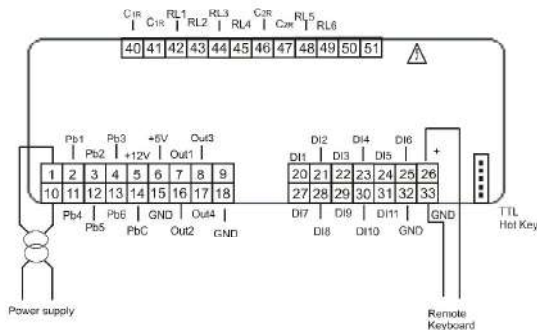 C1R RL1 RL3 C2R RL5
C1R RL2 RL4 C2R RL6
40 41 42 43 44 45 46 47 48 49 50 51
Pb1 Pb3 +5V Out3 DI2 DI4 DI6 +
Pb2 +12V Out1 DI1 DI3 DI5
1 2 3 4 5 6 7 8 9 20 21 22 23 24 25 26
10 11 12 13 14 15 16 17 18 27 28 29 30 31 32 33
Pb4 Pb6 GND Out4 DI7 DI9 DI11 GND
Pb5 PbC Out2 GND DI8 DI10 GND
TTL
Hot Key
Power supply
Remote
Keyboard